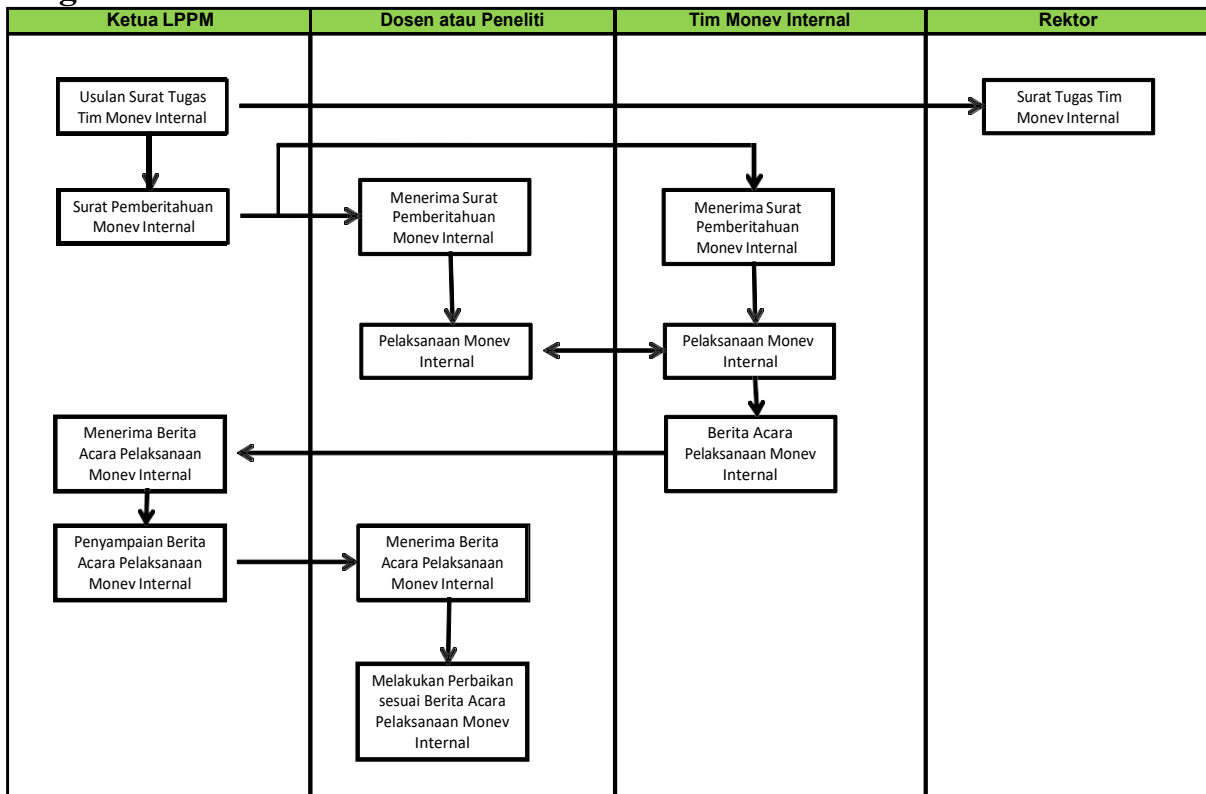 Ketua LPPM
Dosen atau Peneliti
Tim Monev Internal
Rektor
Usulan Surat Tugas
Tim Monev Internal
Surat Tugas Tim
Monev Internal
Surat Pemberitahuan
Monev Internal
Menerima Surat
Pemberitahuan
Monev Internal
Menerima Surat
Pemberitahuan
Monev Internal
Pelaksanaan Monev
Internal
Pelaksanaan Monev
Internal
Menerima Berita
Acara Pelaksanaan
Monev Internal
Berita Acara
Pelaksanaan Monev
Internal
Penyampaian Berita
Acara Pelaksanaan
Monev Internal
Menerima Berita
Acara Pelaksanaan
Monev Internal
Melakukan Perbaikan
sesuai Berita Acara
Pelaksanaan Monev
Internal